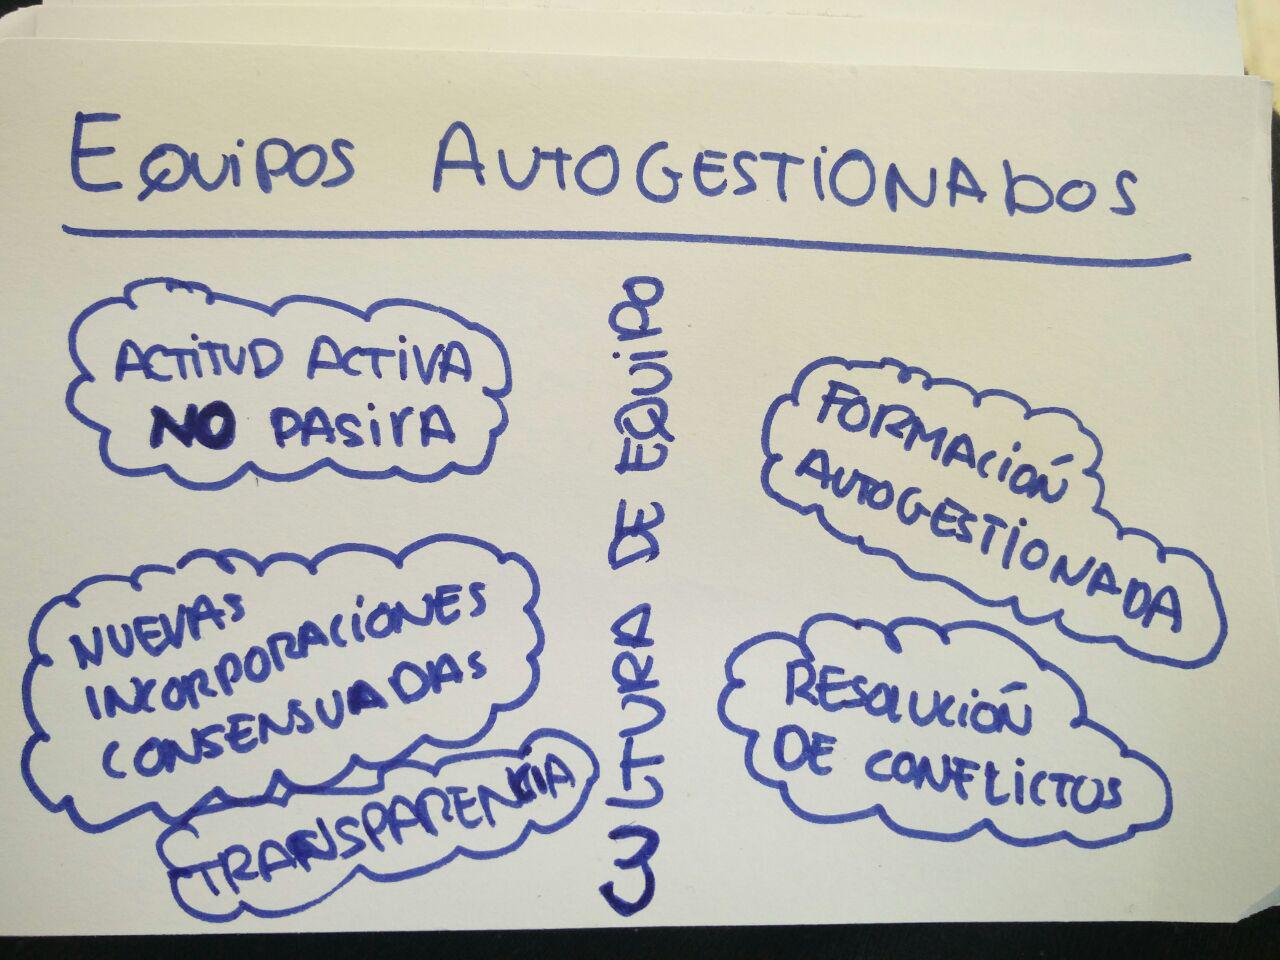 EQUIPOS AUTOGESTIONADOS
ACTITUD ACTIVA
NO PASIVA
NUEVAS
INCORPORACIONES
CONSENSUADAS
TRANSPARENCIA
CULTURA DE EQUIPO
FORMACIÓN
AUTOGESTIONADA
RESOLUCIÓN
DE CONFLICTOS